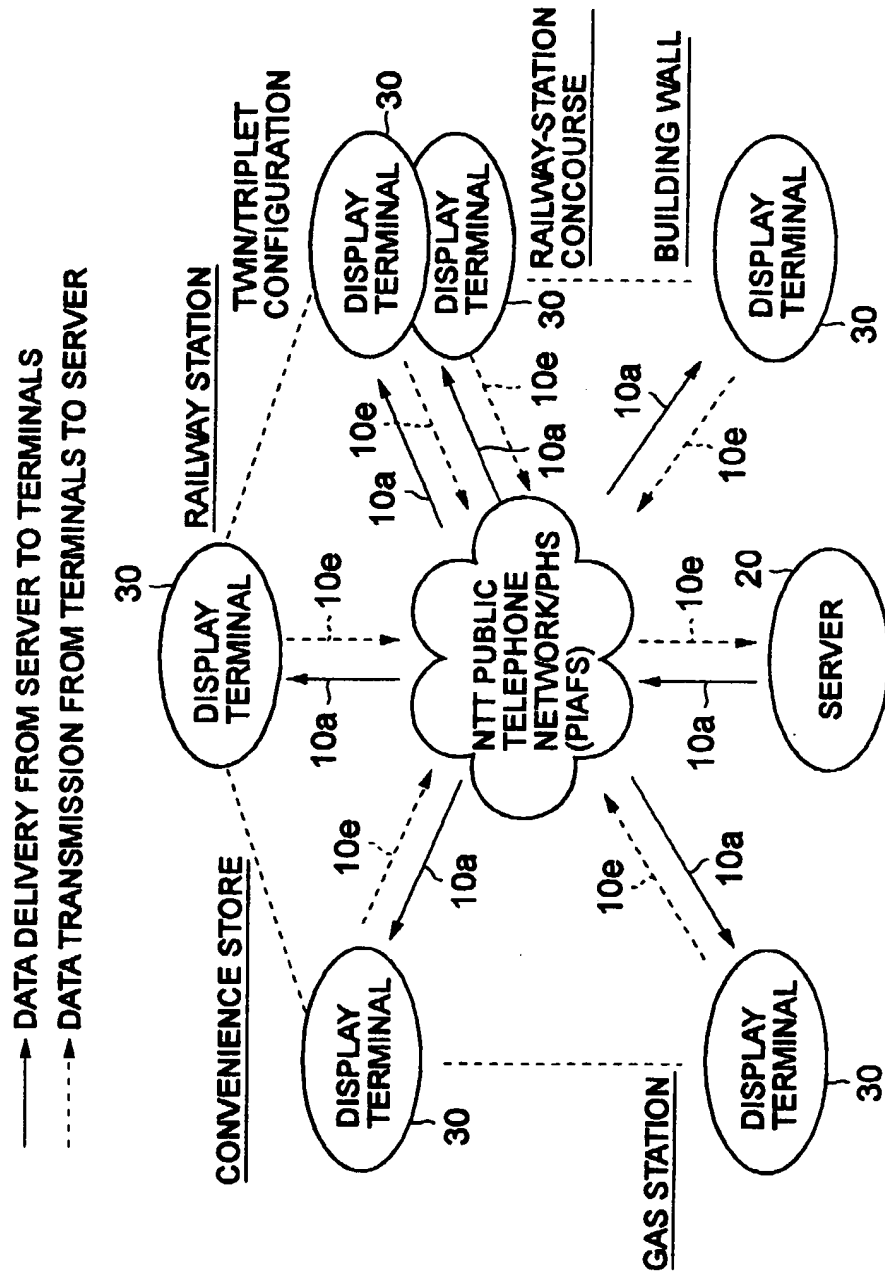 DATA DELIVERY FROM SERVER TO TERMINALS
DATA TRANSMISSION FROM TERMINALS TO SERVER
RAILWAY STATION
30
DISPLAY
TERMINAL
10a
10e
CONVENIENCE STORE
DISPLAY
TERMINAL
30
10e
10a
TWIN/TRIPLET
CONFIGURATION
30
DISPLAY
TERMINAL
DISPLAY
TERMINAL
30
10e
10a
10e
10a
RAILWAY-STATION
CONCOURSE
NTT PUBLIC
TELEPHONE
NETWORK/PHS
(PIAFS)
GAS STATION
DISPLAY
TERMINAL
30
10e
10a
10a
10e
20
SERVER
BUILDING WALL
10a
10e
DISPLAY
TERMINAL
30